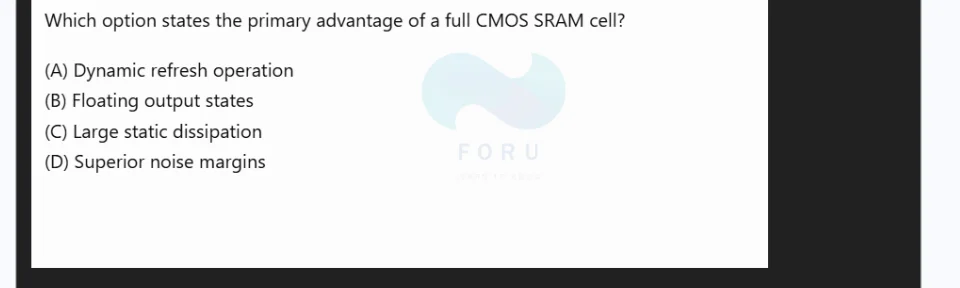 Which option states the primary advantage of a full CMOS SRAM cell?
(A) Dynamic refresh operation
(B) Floating output states
(C) Large static dissipation
(D) Superior noise margins
FORU